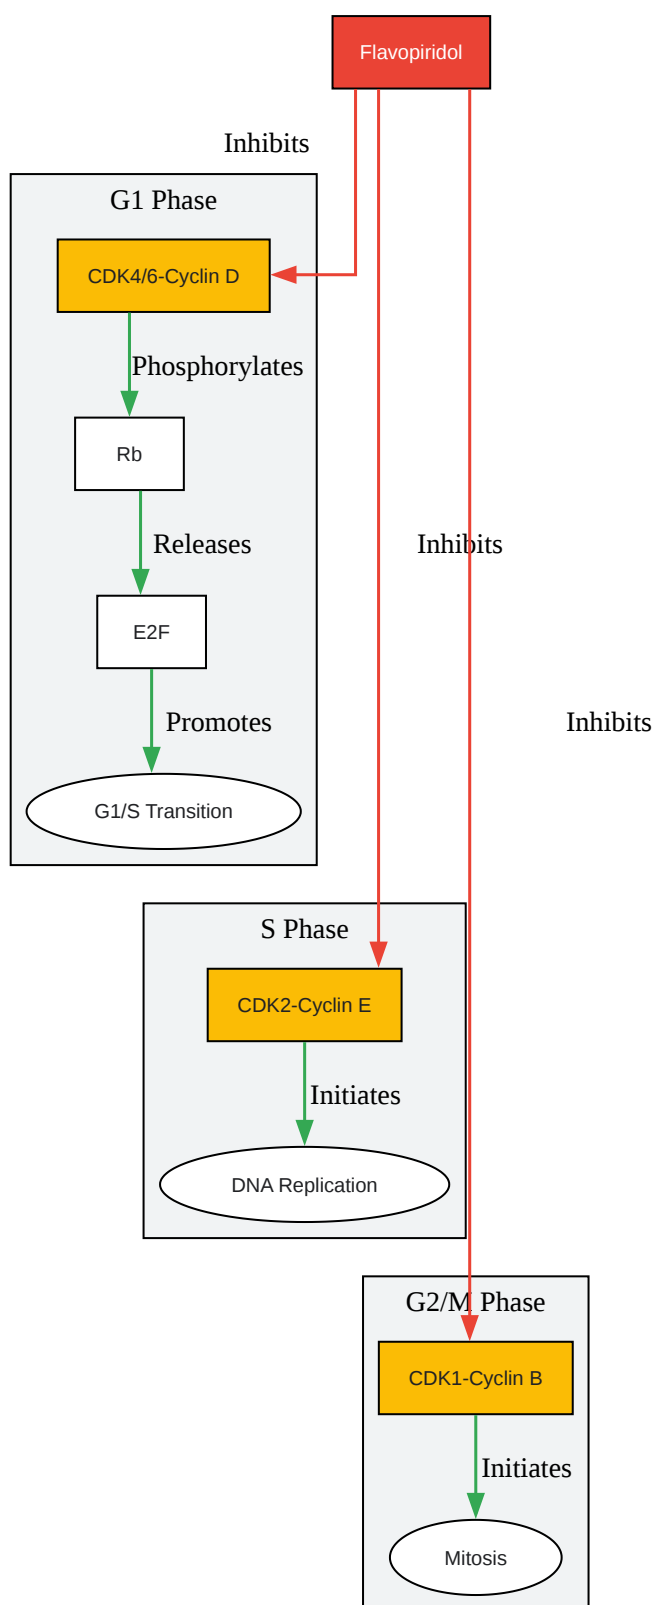 Flavopiridol
Inhibits
G1 Phase
CDK4/6-Cyclin D
Phosphorylates
Rb
Releases
Inhibits
E2F
Promotes
Inhibits
G1/S Transition
S Phase
CDK2-Cyclin E
Initiates
DNA Replication
G2/M Phase
CDK1-Cyclin B
Initiates
Mitosis